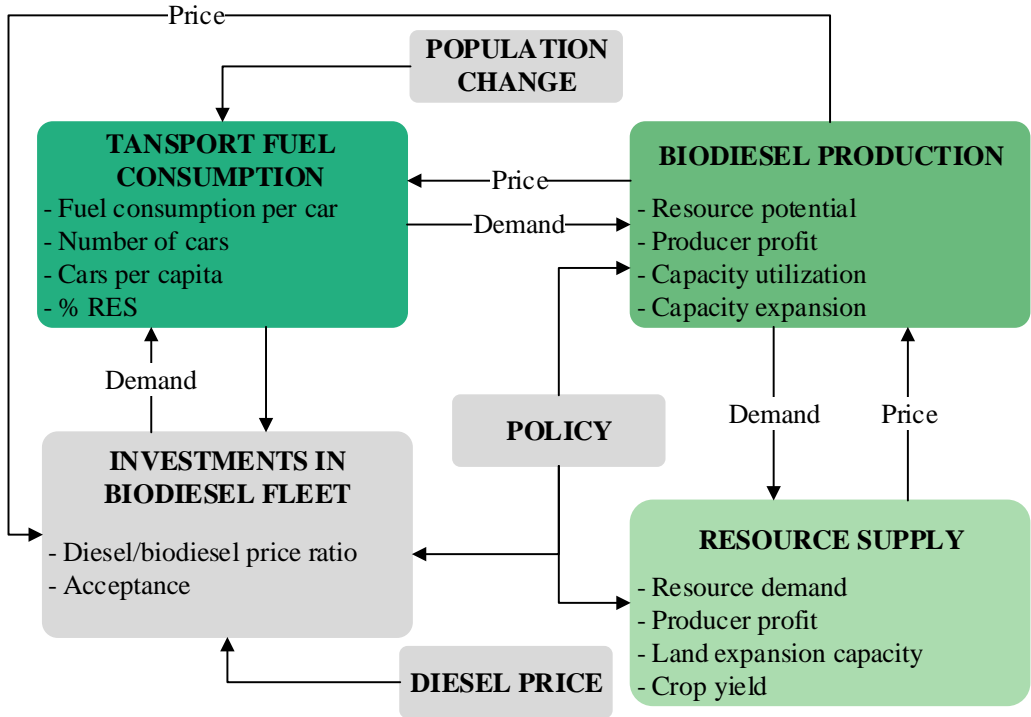 Price
POPULATION
CHANGE
TANSPORT FUEL
CONSUMPTION
- Fuel consumption per car
- Number of cars
- Cars per capita
- % RES
Price
Demand
BIODIESEL PRODUCTION
- Resource potential
- Producer profit
- Capacity utilization
- Capacity expansion
Demand
POLICY
Demand
Price
INVESTMENTS IN
BIODIESEL FLEET
- Diesel/biodiesel price ratio
- Acceptance
RESOURCE SUPPLY
- Resource demand
- Producer profit
- Land expansion capacity
- Crop yield
DIESEL PRICE